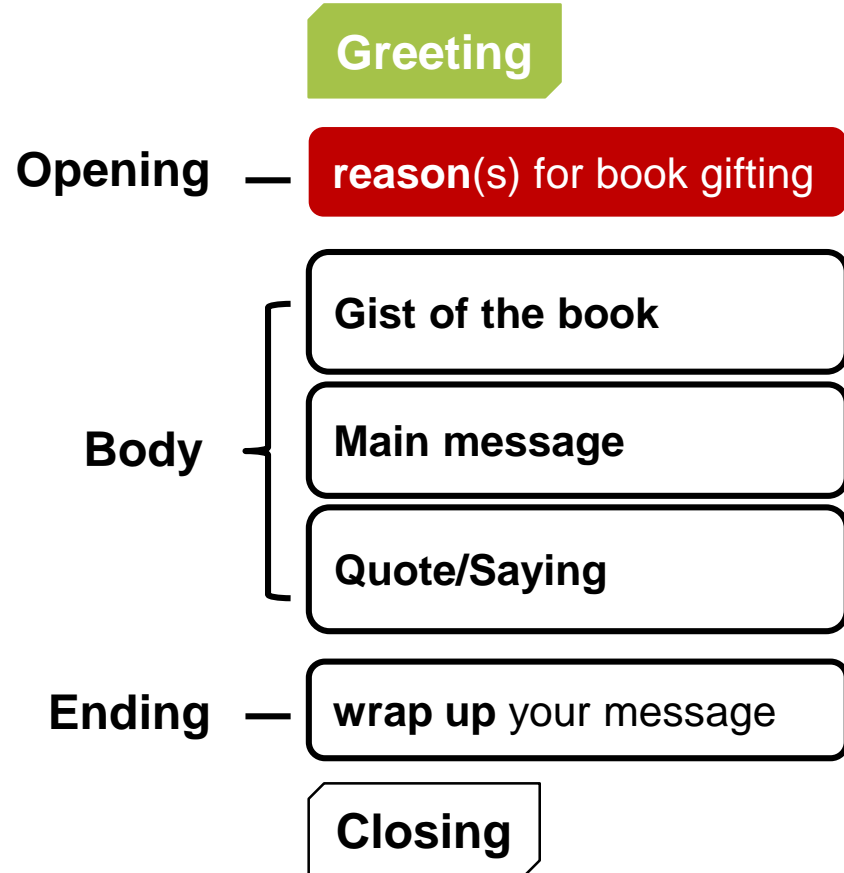 Greeting
Opening — reason(s) for book gifting
Gist of the book
Body
Main message
Quote/Saying
Ending — wrap up your message
Closing